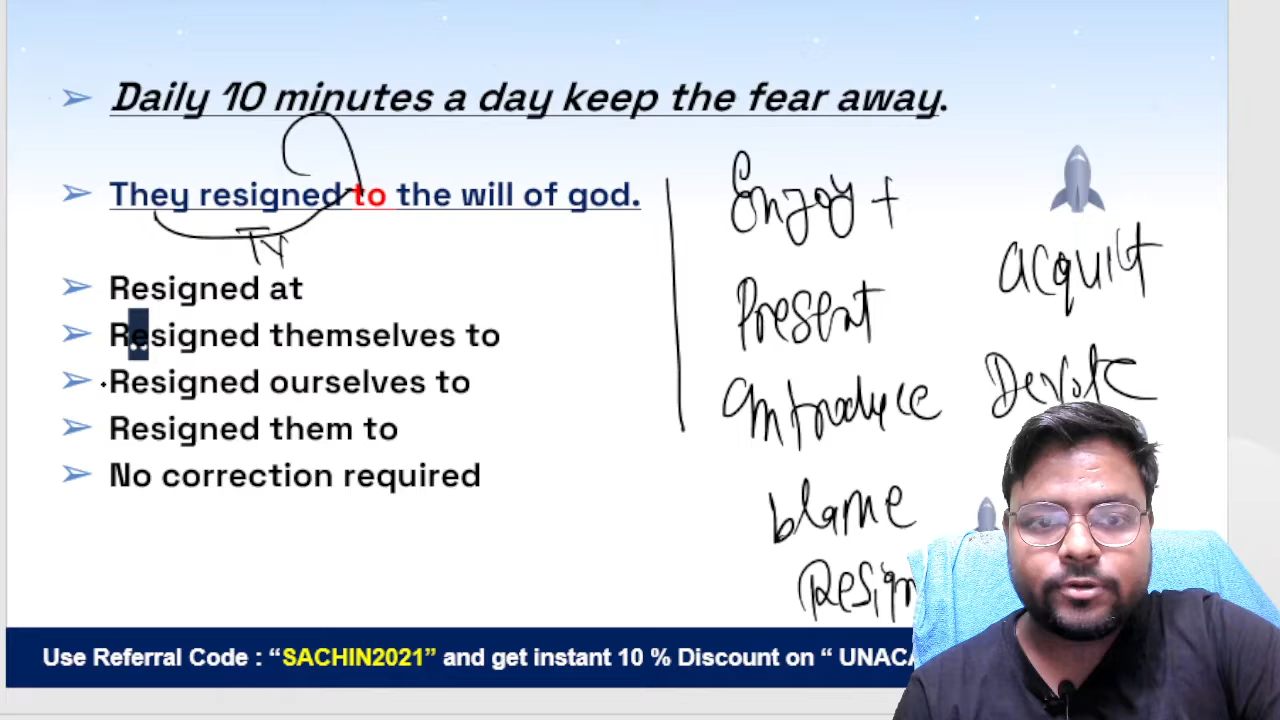 Daily 10 minutes a day keep the fear away.
They resigned to the will of god.
TV
Resigned at
Resigned themselves to
Resigned ourselves to
Resigned them to
No correction required
Enjoy +
Present
Introduce
blame
Resign
acquit
Devote
Use Referral Code : “SACHIN2021” and get instant 10 % Discount on “ UNACA